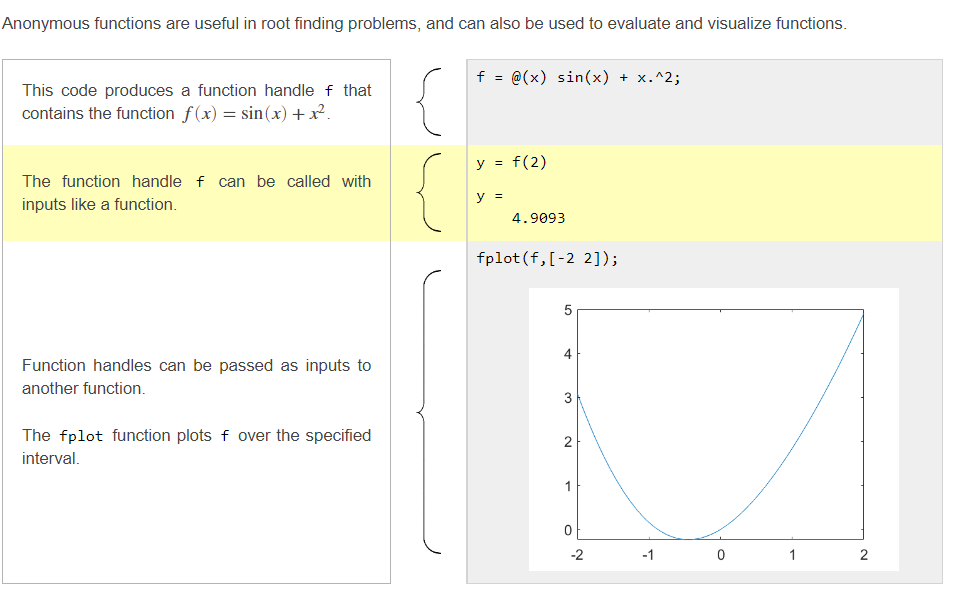 Anonymous functions are useful in root finding problems, and can also be used to evaluate and visualize functions.
This code produces a function handle f that
contains the function f(x) = sin(x) + x².
f = @(x) sin(x) + x.^2;
The function handle f can be called with
inputs like a function.
y = f(2)
y =
4.9093
Function handles can be passed as inputs to
another function.
The fplot function plots f over the specified
interval.
fplot(f,[-2 2]);
5
4
3
2
1
0
-2 -1 0 1 2